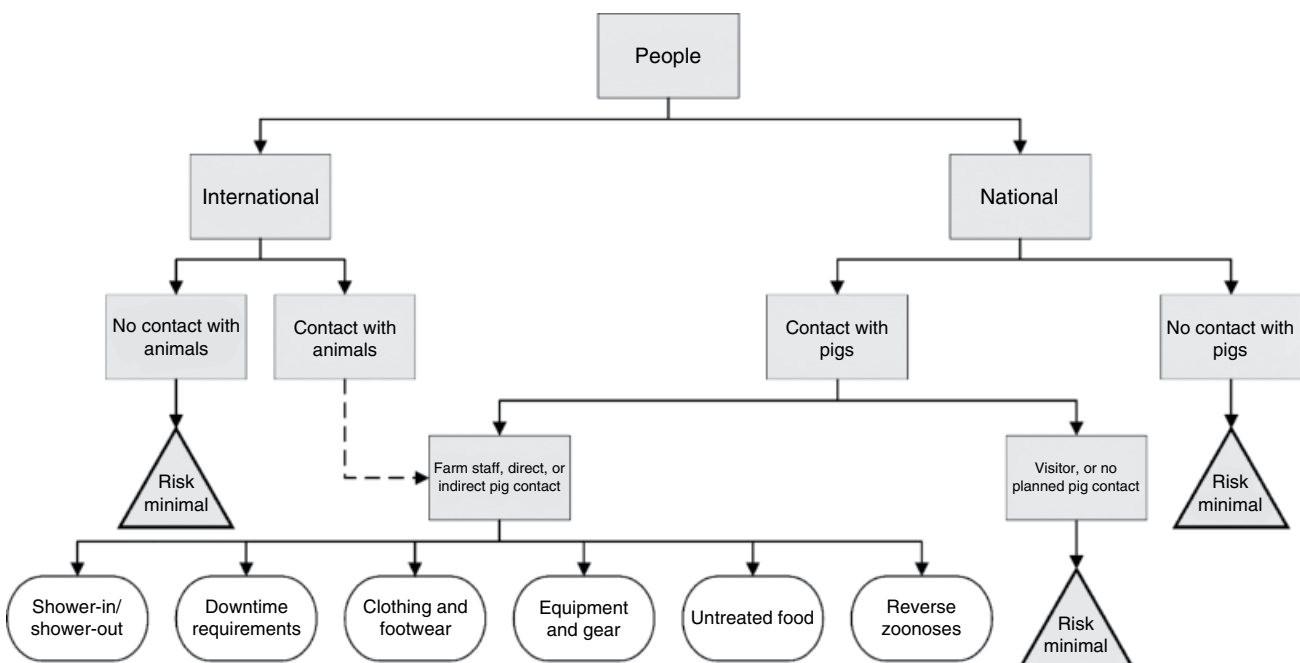 People
International
National
No contact with
animals
Contact with
animals
Contact with
pigs
No contact with
pigs
Risk
minimal
Farm staff, direct, or
indirect pig contact
Visitor, or no
planned pig contact
Risk
minimal
Shower-in/
shower-out
Downtime
requirements
Clothing and
footwear
Equipment
and gear
Untreated food
Reverse
zoonoses
Risk
minimal